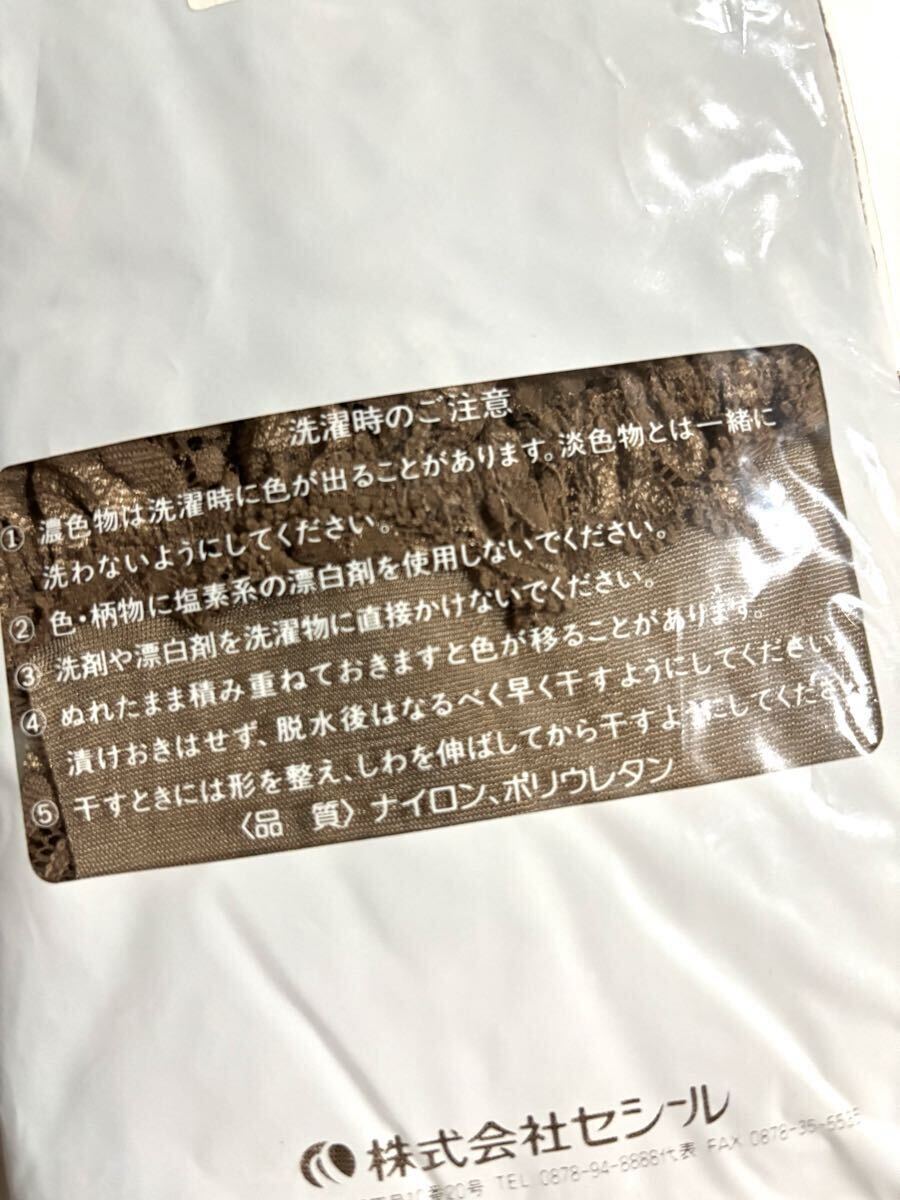 洗濯時のご注意
① 濃色物は洗濯時に色が出ることがあります。淡色物とは一緒に
洗わないようにしてください。
② 色・柄物に塩素系の漂白剤を使用しないでください。
③ 洗剤や漂白剤を洗濯物に直接かけないでください。
④ ぬれたまま積み重ねておきますと色が移ることがあります。
漬けおきはせず、脱水後はなるべく早く干すようにしてください。
⑤ 干すときには形を整え、しわを伸ばしてから干すようにしてください。
〈品 質〉ナイロン、ポリウレタン
株式会社セシール
20号 TEL 0878-94-8888代表 FAX 0878-35-5535